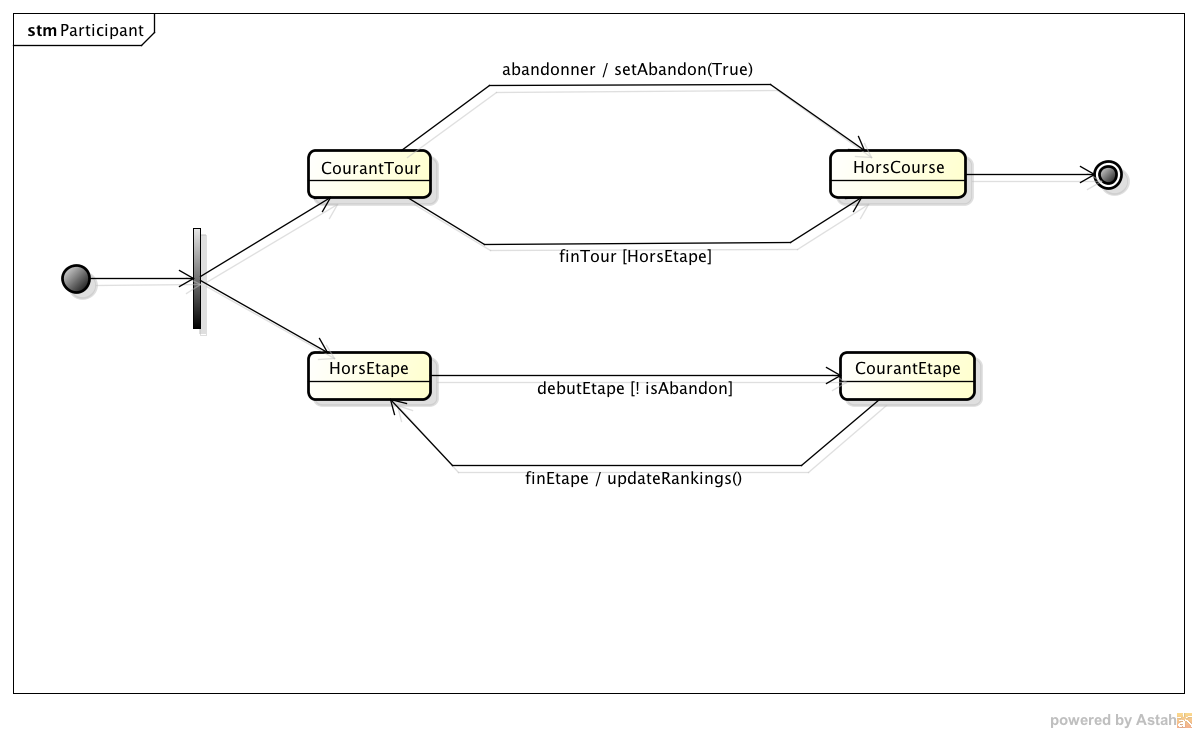 stm Participant
abandonner / setAbandon(True)
CourantTour
HorsCourse
finTour [HorsEtape]
HorsEtape
CourantEtape
debutEtape [! isAbandon]
finEtape / updateRankings()
powered by Astah